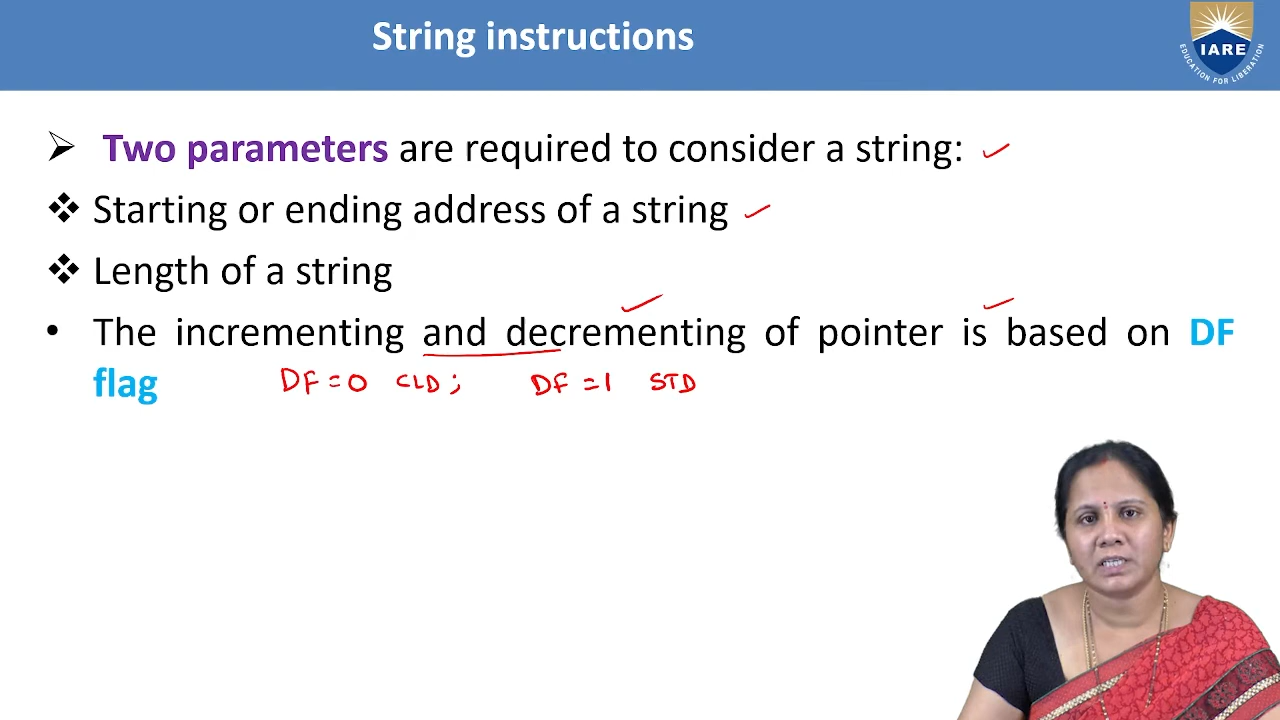 String instructions
IARE
EDUCATION FOR LIBERATION
➢ Two parameters are required to consider a string:
❖ Starting or ending address of a string
❖ Length of a string
• The incrementing and decrementing of pointer is based on DF
flag
DF = 0 CLD; DF = 1 STD